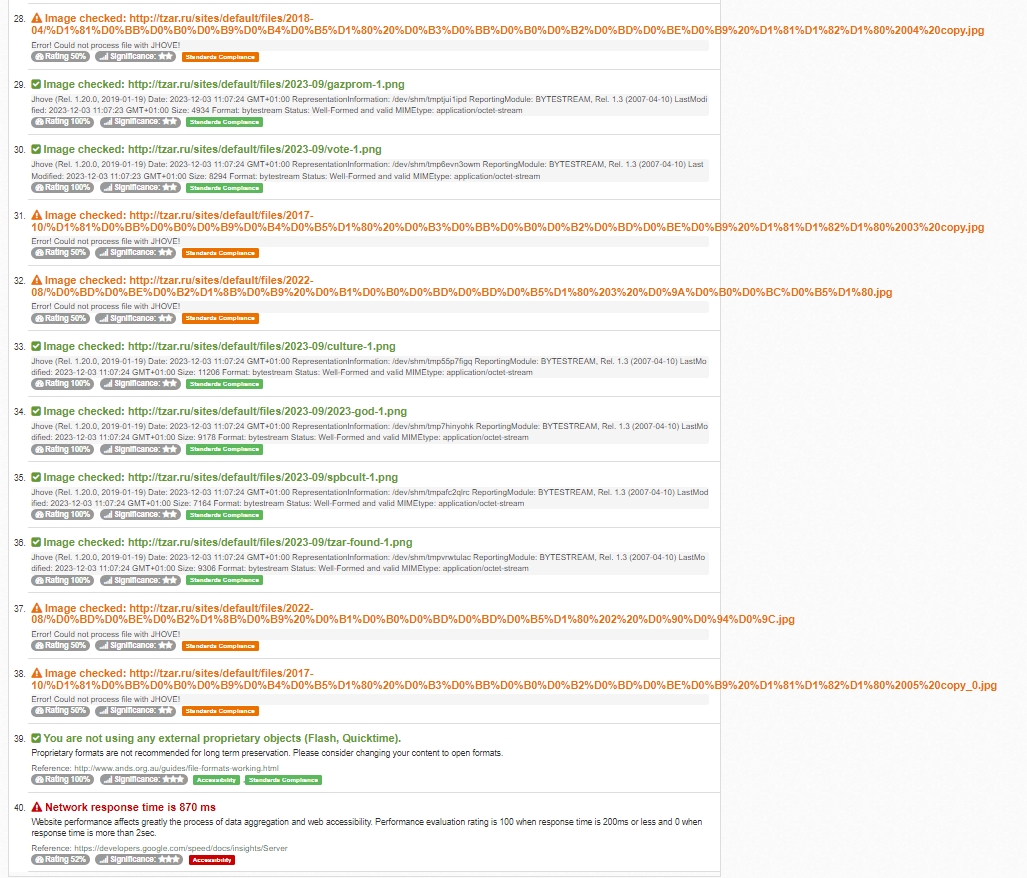 28. Image checked: http://tzar.ru/sites/default/files/2018-
04/%D1%81%D0%BB%D0%B0%D0%B9%D0%B4%D0%B5%D1%80%20%D0%B3%D0%BB%D0%B0%D0%B2%D0%BD%D0%BE%D0%B9%20%D1%81%D1%82%D1%80%2004%20copy.jpg
Error! Could not process file with JHOVE!
Rating 50% Significance: Standards Compliance
29. Image checked: http://tzar.ru/sites/default/files/2023-09/gazprom-1.png
Jhove (Rel. 1.20.0, 2019-01-19) Date: 2023-12-03 11:07:24 GMT+01:00 RepresentationInformation: /dev/shm/tmptjui1ipd ReportingModule: BYTESTREAM, Rel. 1.3 (2007-04-10) LastModi
fied: 2023-12-03 11:07:23 GMT+01:00 Size: 4934 Format: bytestream Status: Well-Formed and valid MIMEtype: application/octet-stream
Rating 100% Significance: Standards Compliance
30. Image checked: http://tzar.ru/sites/default/files/2023-09/vote-1.png
Jhove (Rel. 1.20.0, 2019-01-19) Date: 2023-12-03 11:07:24 GMT+01:00 RepresentationInformation: /dev/shm/tmp6evn3owm ReportingModule: BYTESTREAM, Rel. 1.3 (2007-04-10) Last
Modified: 2023-12-03 11:07:23 GMT+01:00 Size: 8294 Format: bytestream Status: Well-Formed and valid MIMEtype: application/octet-stream
Rating 100% Significance: Standards Compliance
31. Image checked: http://tzar.ru/sites/default/files/2017-
10/%D1%81%D0%BB%D0%B0%D0%B9%D0%B4%D0%B5%D1%80%20%D0%B3%D0%BB%D0%B0%D0%B2%D0%BD%D0%BE%D0%B9%20%D1%81%D1%82%D1%80%2003%20copy.jpg
Error! Could not process file with JHOVE!
Rating 50% Significance: Standards Compliance
32. Image checked: http://tzar.ru/sites/default/files/2022-
08/%D0%BD%D0%BE%D0%B2%D1%8B%D0%B9%20%D0%B1%D0%B0%D0%BD%D0%BD%D0%B5%D1%80%203%20%D0%9A%D0%B0%D0%BC%D0%B5%D1%80.jpg
Error! Could not process file with JHOVE!
Rating 50% Significance: Standards Compliance
33. Image checked: http://tzar.ru/sites/default/files/2023-09/culture-1.png
Jhove (Rel. 1.20.0, 2019-01-19) Date: 2023-12-03 11:07:24 GMT+01:00 RepresentationInformation: /dev/shm/tmp55p7figq ReportingModule: BYTESTREAM, Rel. 1.3 (2007-04-10) LastMo
dified: 2023-12-03 11:07:24 GMT+01:00 Size: 11206 Format: bytestream Status: Well-Formed and valid MIMEtype: application/octet-stream
Rating 100% Significance: Standards Compliance
34. Image checked: http://tzar.ru/sites/default/files/2023-09/2023-god-1.png
Jhove (Rel. 1.20.0, 2019-01-19) Date: 2023-12-03 11:07:24 GMT+01:00 RepresentationInformation: /dev/shm/tmp7hinyohk ReportingModule: BYTESTREAM, Rel. 1.3 (2007-04-10) LastMo
dified: 2023-12-03 11:07:24 GMT+01:00 Size: 9178 Format: bytestream Status: Well-Formed and valid MIMEtype: application/octet-stream
Rating 100% Significance: Standards Compliance
35. Image checked: http://tzar.ru/sites/default/files/2023-09/spbcult-1.png
Jhove (Rel. 1.20.0, 2019-01-19) Date: 2023-12-03 11:07:24 GMT+01:00 RepresentationInformation: /dev/shm/tmpafc2qlrc ReportingModule: BYTESTREAM, Rel. 1.3 (2007-04-10) LastMod
ified: 2023-12-03 11:07:24 GMT+01:00 Size: 7164 Format: bytestream Status: Well-Formed and valid MIMEtype: application/octet-stream
Rating 100% Significance: Standards Compliance
36. Image checked: http://tzar.ru/sites/default/files/2023-09/tzar-found-1.png
Jhove (Rel. 1.20.0, 2019-01-19) Date: 2023-12-03 11:07:24 GMT+01:00 RepresentationInformation: /dev/shm/tmpvrwtulac ReportingModule: BYTESTREAM, Rel. 1.3 (2007-04-10) LastMo
dified: 2023-12-03 11:07:24 GMT+01:00 Size: 9306 Format: bytestream Status: Well-Formed and valid MIMEtype: application/octet-stream
Rating 100% Significance: Standards Compliance
37. Image checked: http://tzar.ru/sites/default/files/2022-
08/%D0%BD%D0%BE%D0%B2%D1%8B%D0%B9%20%D0%B1%D0%B0%D0%BD%D0%BD%D0%B5%D1%80%202%20%D0%90%D0%94%D0%9C.jpg
Error! Could not process file with JHOVE!
Rating 50% Significance: Standards Compliance
38. Image checked: http://tzar.ru/sites/default/files/2017-
10/%D1%81%D0%BB%D0%B0%D0%B9%D0%B4%D0%B5%D1%80%20%D0%B3%D0%BB%D0%B0%D0%B2%D0%BD%D0%BE%D0%B9%20%D1%81%D1%82%D1%80%2005%20copy_0.jpg
Error! Could not process file with JHOVE!
Rating 50% Significance: Standards Compliance
39. You are not using any external proprietary objects (Flash, Quicktime).
Proprietary formats are not recommended for long term preservation. Please consider changing your content to open formats.
Reference: http://www.ands.org.au/guides/file-formats-working.html
Rating 100% Significance: Accessibility Standards Compliance
40. Network response time is 870 ms
Website performance affects greatly the process of data aggregation and web accessibility. Performance evaluation rating is 100 when response time is 200ms or less and 0 when
response time is more than 2sec.
Reference: https://developers.google.com/speed/docs/insights/Server
Rating 52% Significance: Accessibility